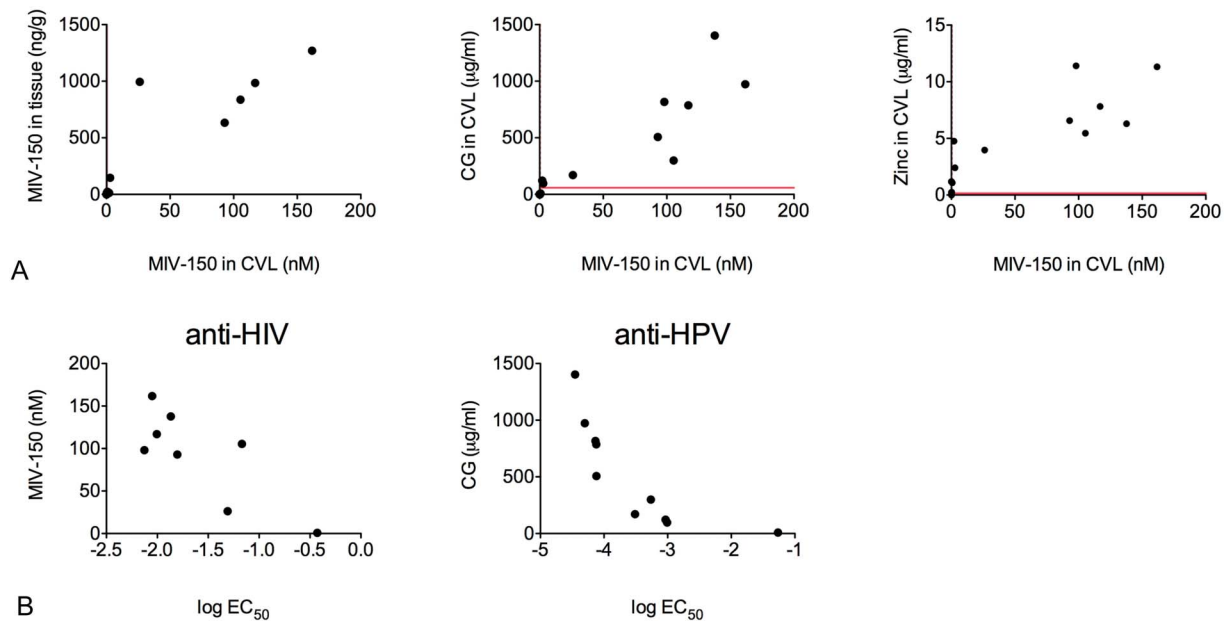 MIV-150 in tissue (ng/g)
1500
1000
500
0
0 50 100 150 200
MIV-150 in CVL (nM)
CG in CVL (μg/ml)
1500
1000
500
0
0 50 100 150 200
MIV-150 in CVL (nM)
Zinc in CVL (μg/ml)
15
10
5
0
0 50 100 150 200
MIV-150 in CVL (nM)
A
anti-HIV
MIV-150 (nM)
200
150
100
50
0
-2.5 -2.0 -1.5 -1.0 -0.5 0.0
log EC50
anti-HPV
CG (μg/ml)
1500
1000
500
0
-5 -4 -3 -2 -1
log EC50
B